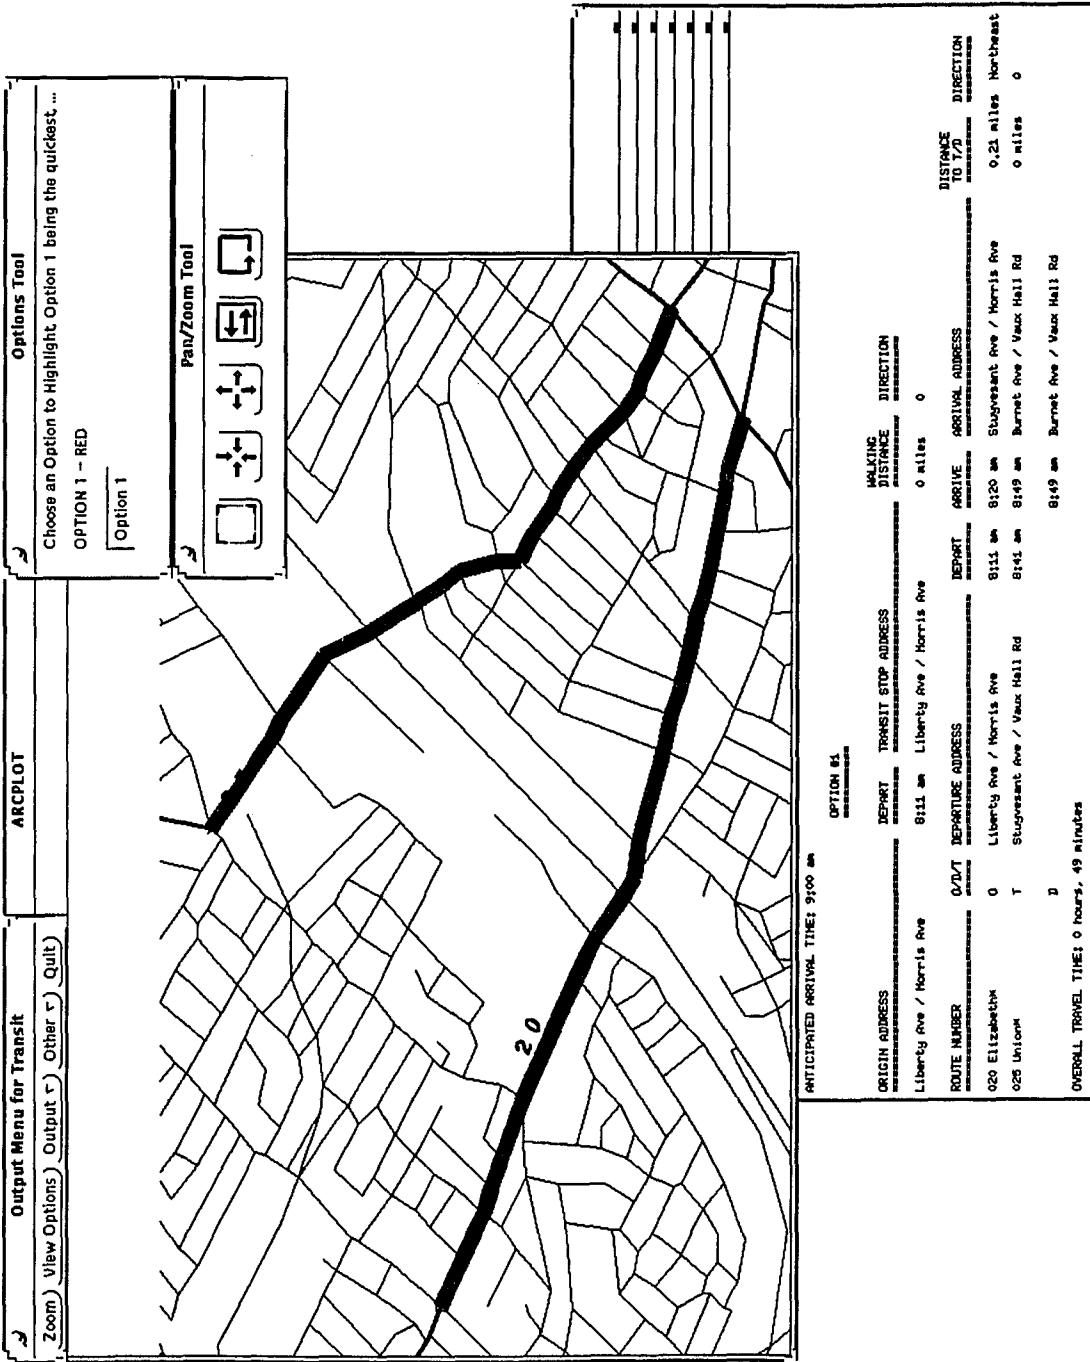 Output Menu for Transit
Zoom) View Options) Output ▿) Other ▿) Quit)
ARCPLOT
Options Tool
Choose an Option to Highlight, Option 1 being the quickest, ...
OPTION 1 - RED
Option 1
Pan/Zoom Tool
2 0
ANTICIPATED ARRIVAL TIME: 9:00 am
OPTION #1
ORIGIN ADDRESS DEPART TRANSIT STOP ADDRESS WALKING DISTANCE DIRECTION
Liberty Ave / Morris Ave 8:11 am Liberty Ave / Morris Ave 0 miles 0
ROUTE NUMBER O/D/T DEPARTURE ADDRESS DEPART ARRIVE ARRIVAL ADDRESS DISTANCE TO T/D DIRECTION
020 Elizabeth* O Liberty Ave / Morris Ave 8:11 am 8:20 am Stuyvesant Ave / Morris Ave 0.21 miles Northeast
025 Union* T Stuyvesant Ave / Vaux Hall Rd 8:41 am 8:49 am Burnet Ave / Vaux Hall Rd 0 miles 0
D 8:49 am Burnet Ave / Vaux Hall Rd
OVERALL TRAVEL TIME: 0 hours, 49 minutes